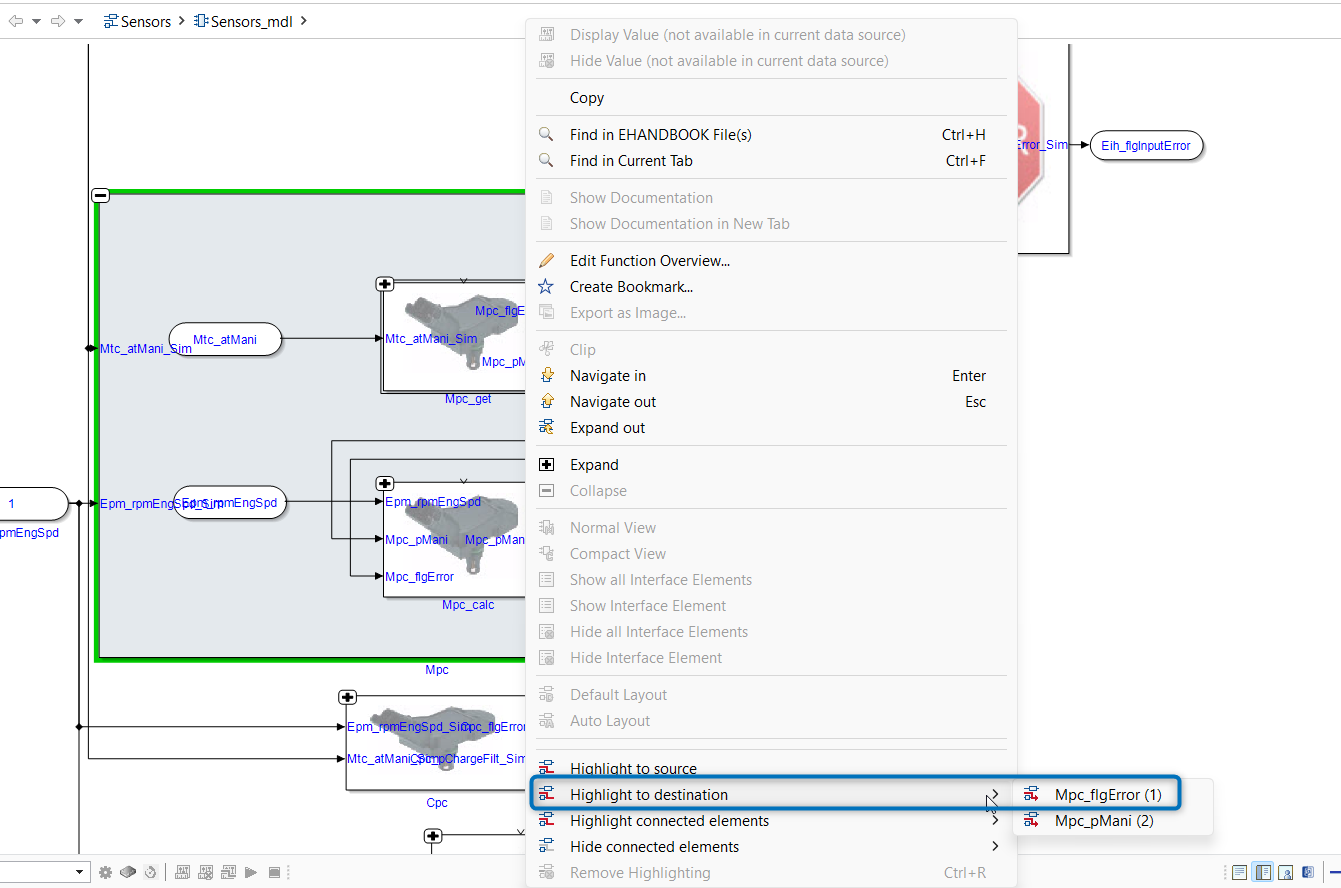 Sensors > Sensors_mdl >
Display Value (not available in current data source)
Hide Value (not available in current data source)
Copy
Find in EHANDBOOK File(s) Ctrl+H
Find in Current Tab Ctrl+F
Show Documentation
Show Documentation in New Tab
Edit Function Overview...
Create Bookmark...
Export as Image...
Clip
Navigate in Enter
Navigate out Esc
Expand out
Expand
Collapse
Normal View
Compact View
Show all Interface Elements
Show Interface Element
Hide all Interface Elements
Hide Interface Element
Default Layout
Auto Layout
Highlight to source
Highlight to destination
Highlight connected elements
Hide connected elements
Remove Highlighting Ctrl+R
Mpc_flgError (1)
Mpc_pMani (2)
R
Error_Sim
Eih_flgInputError
Mtc_atMani_Sim
Mtc_atMani
Mpc_flgE
Mtc_atMani_Sim
Mpc_pM
Mpc_get
1
pmEngSpd
Epm_rpmEngSpd_Sim
Epm_rpmEngSpd
Epm_rpmEngSpd
Mpc_pMani
Mpc_pMan
Mpc_flgError
Mpc_calc
Mpc
Epm_rpmEngSpd_Sim
Cpc_flgError
Mtc_atMani_Sim
Cpc_pChargeFilt_Sim
Cpc